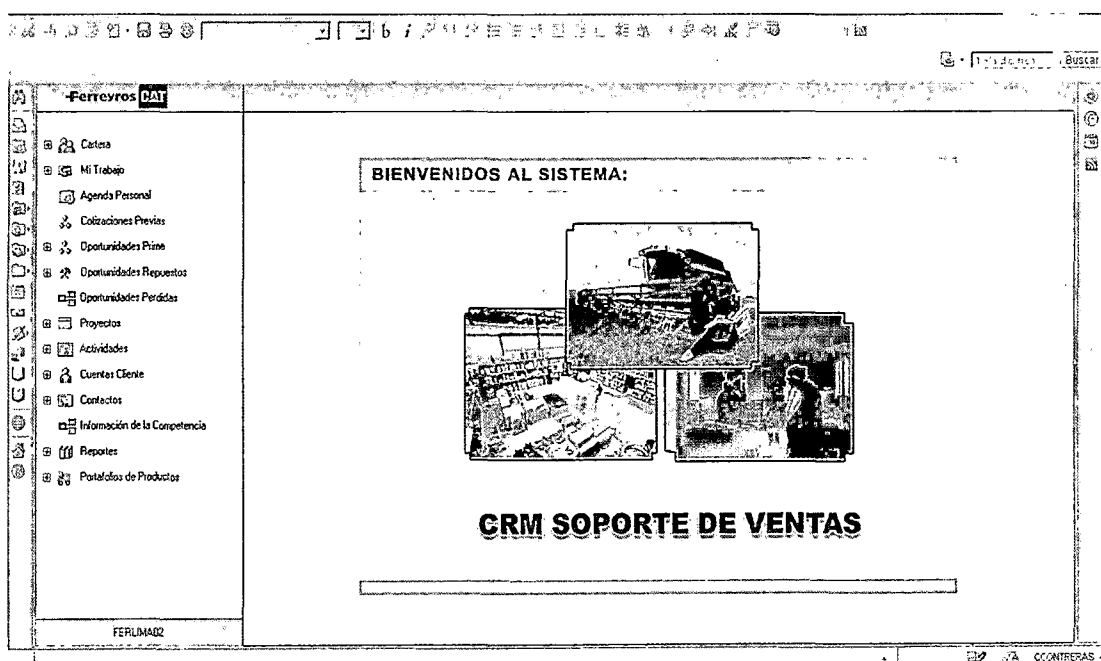 b i
Buscar
Ferreyros CAT
Cartera
Mi Trabajo
Agenda Personal
Cotizaciones Previas
Oportunidades Prime
Oportunidades Repuestos
Oportunidades Perdidas
Proyectos
Actividades
Cuentas Cliente
Contactos
Información de la Competencia
Reportes
Portafolios de Productos
FERLIMA02
BIENVENIDOS AL SISTEMA:
CRM SOPORTE DE VENTAS
CCONTRERAS